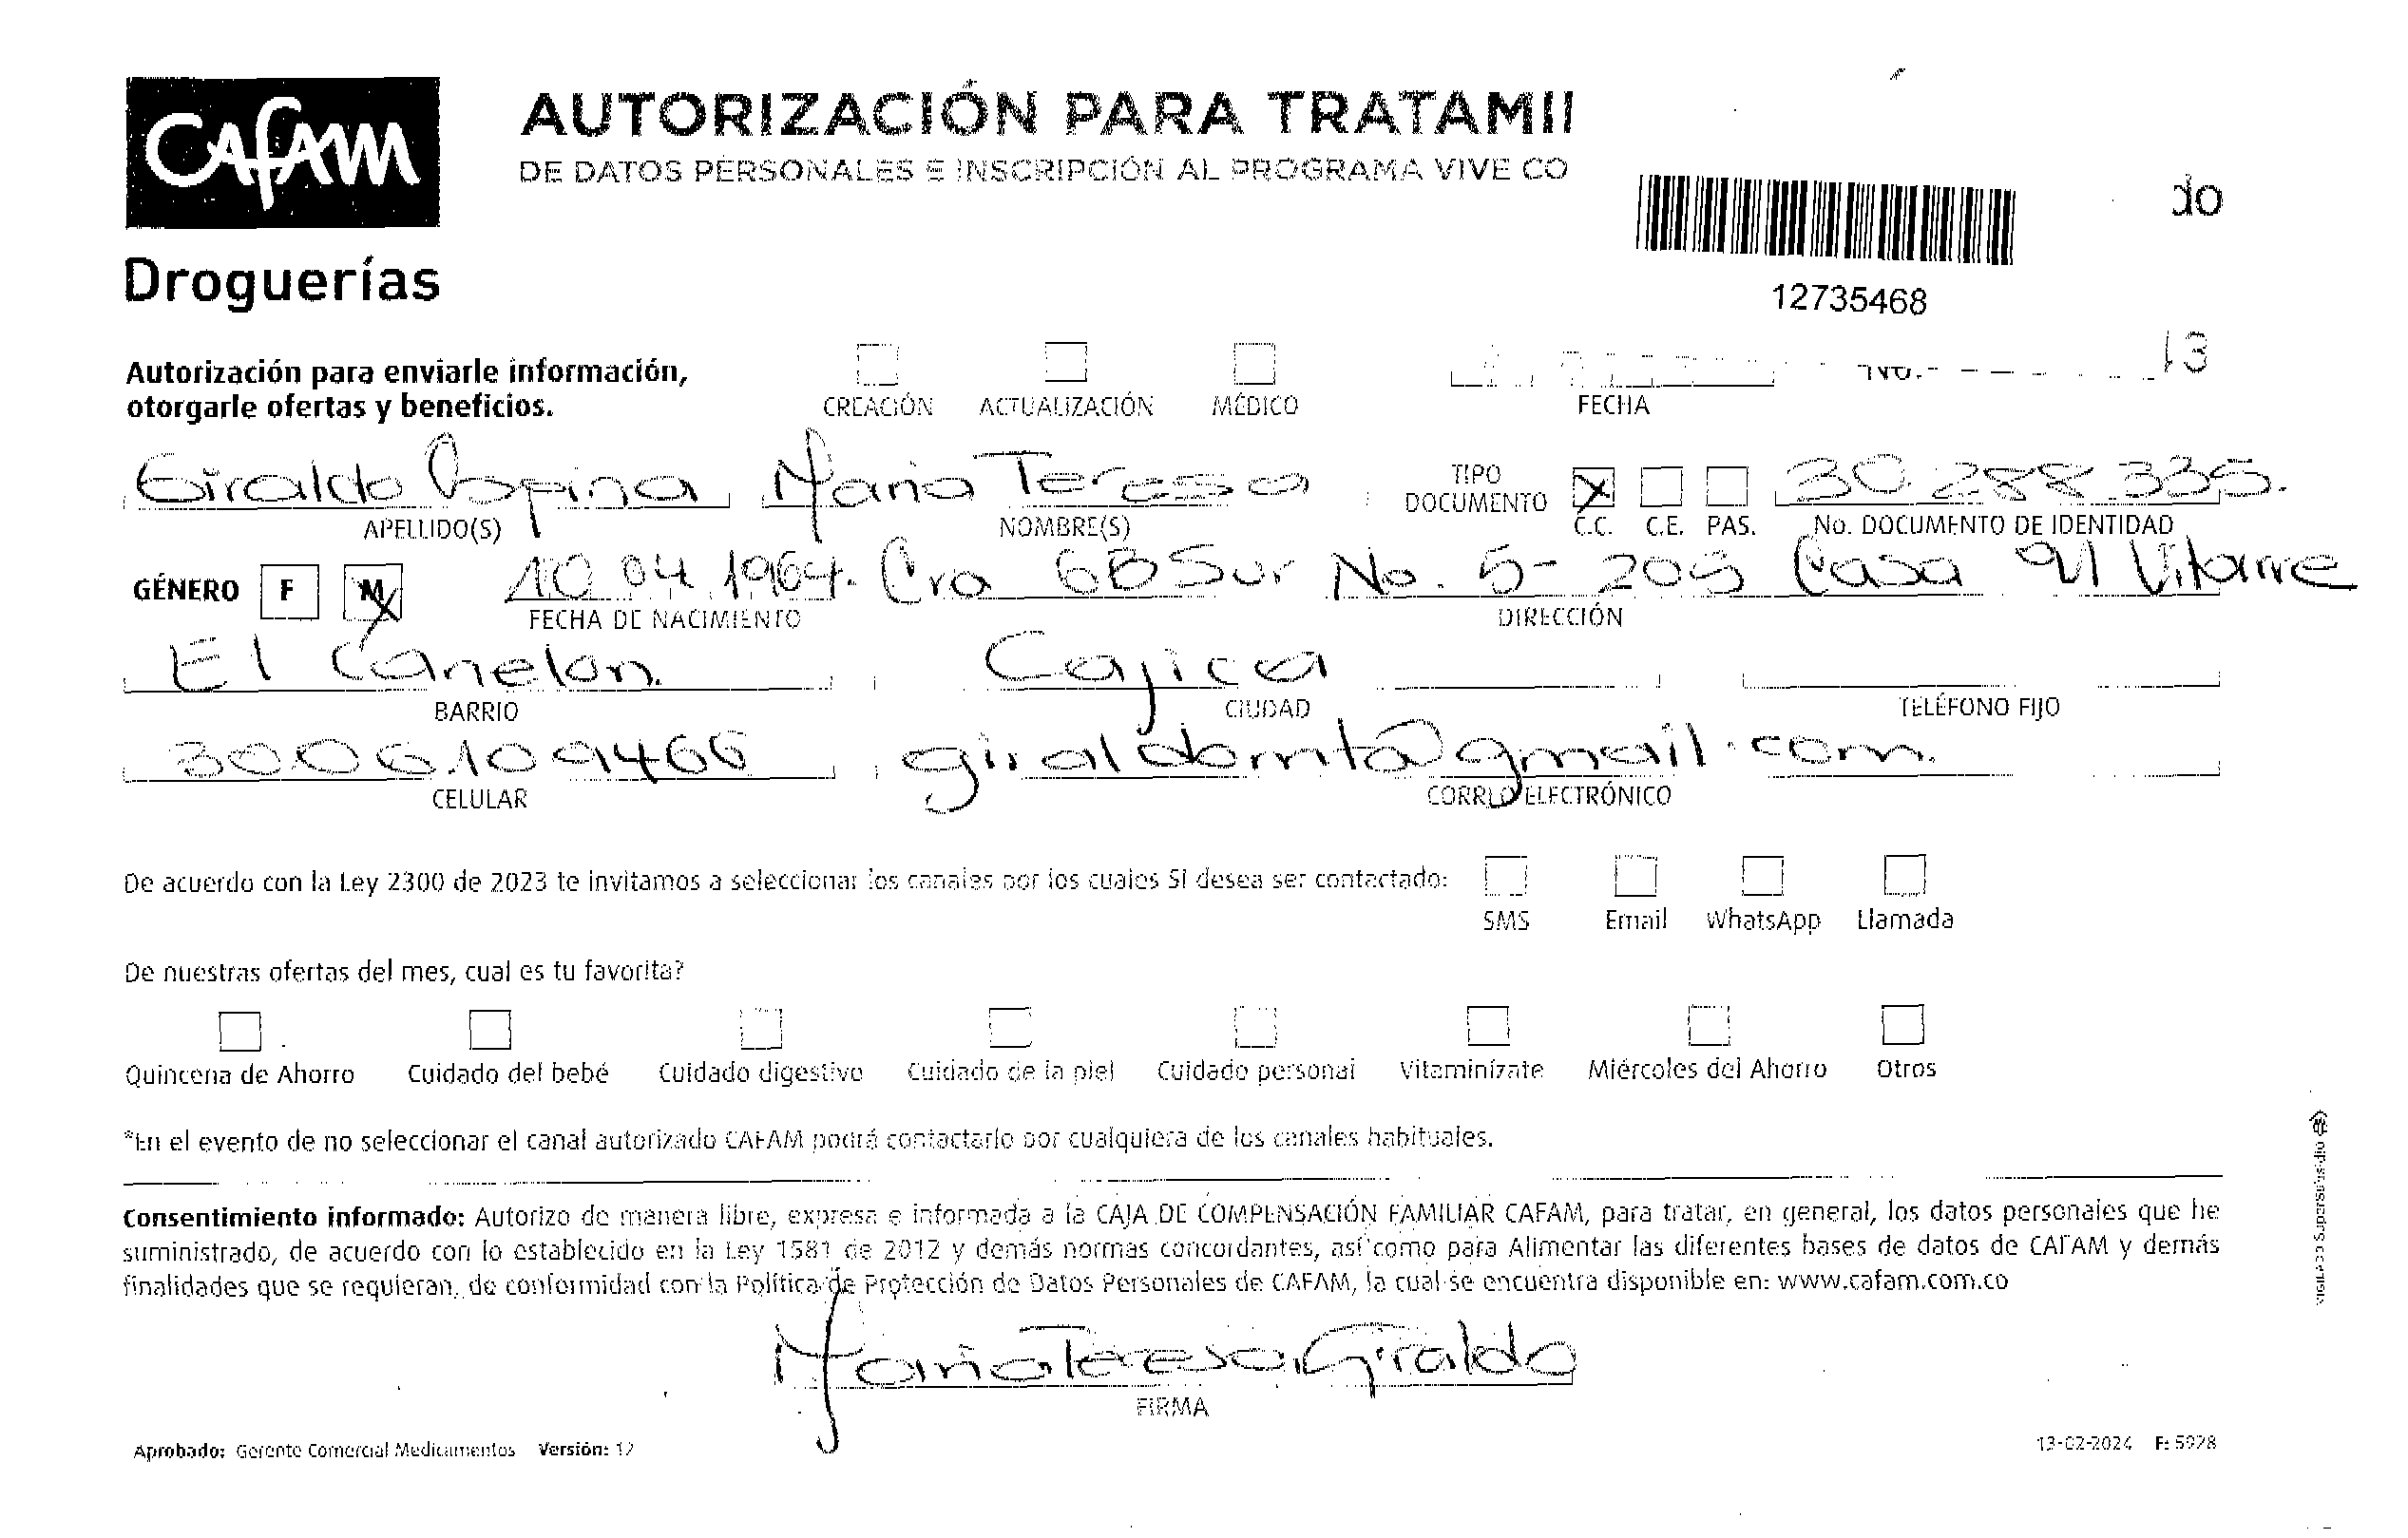 CAFAM
Droguerías
AUTORIZACIÓN PARA TRATAMI
DE DATOS PERSONALES E INSCRIPCIÓN AL PROGRAMA VIVE CO
do
12735468
Autorización para enviarle información,
otorgarle ofertas y beneficios.
CREACIÓN ACTUALIZACIÓN MÉDICO FECHA No. 13
Giraldo Ospina Maria Teresa TIPO DOCUMENTO X 30.288.335.
APELLIDO(S) NOMBRE(S) C.C. C.E. PAS. No. DOCUMENTO DE IDENTIDAD
GÉNERO F M X 10 04 1964. Cra 6B Sur No. 5- 205 Casa 91
FECHA DE NACIMIENTO DIRECCIÓN
El Canelon. Cajica
BARRIO CIUDAD TELÉFONO FIJO
3006109466 giraldomt@gmail.com.
CELULAR CORREO ELECTRÓNICO
De acuerdo con la Ley 2300 de 2023 te invitamos a seleccionar los canales por los cuales SI desea ser contactado:
SMS Email WhatsApp Llamada
De nuestras ofertas del mes, cual es tu favorita?
Quincena de Ahorro Cuidado del bebé Cuidado digestivo Cuidado de la piel Cuidado personal Vitamínizate Miércoles del Ahorro Otros
*En el evento de no seleccionar el canal autorizado CAFAM podrá contactarlo por cualquiera de los canales habituales.
Consentimiento informado: Autorizo de manera libre, expresa e informada a la CAJA DE COMPENSACIÓN FAMILIAR CAFAM, para tratar, en general, los datos personales que he
suministrado, de acuerdo con lo establecido en la Ley 1581 de 2012 y demás normas concordantes, así como para Alimentar las diferentes bases de datos de CAFAM y demás
finalidades que se requieran, de conformidad con la Política de Protección de Datos Personales de CAFAM, la cual se encuentra disponible en: www.cafam.com.co
Maria Teresa Giraldo
FIRMA
Aprobado: Gerente Comercial Medicamentos Versión: 12
13-02-2024 F: 5928